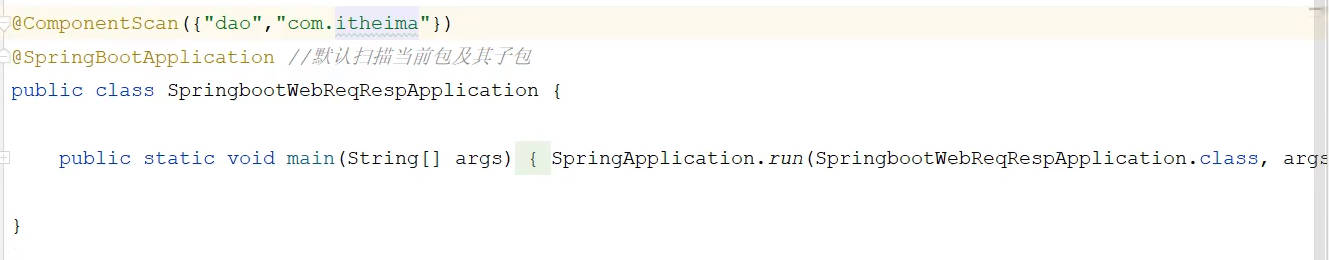 @ComponentScan({"dao","com.itheima"})
@SpringBootApplication //默认扫描当前包及其子包
public class SpringbootWebReqRespApplication {
public static void main(String[] args) { SpringApplication.run(SpringbootWebReqRespApplication.class, args
}